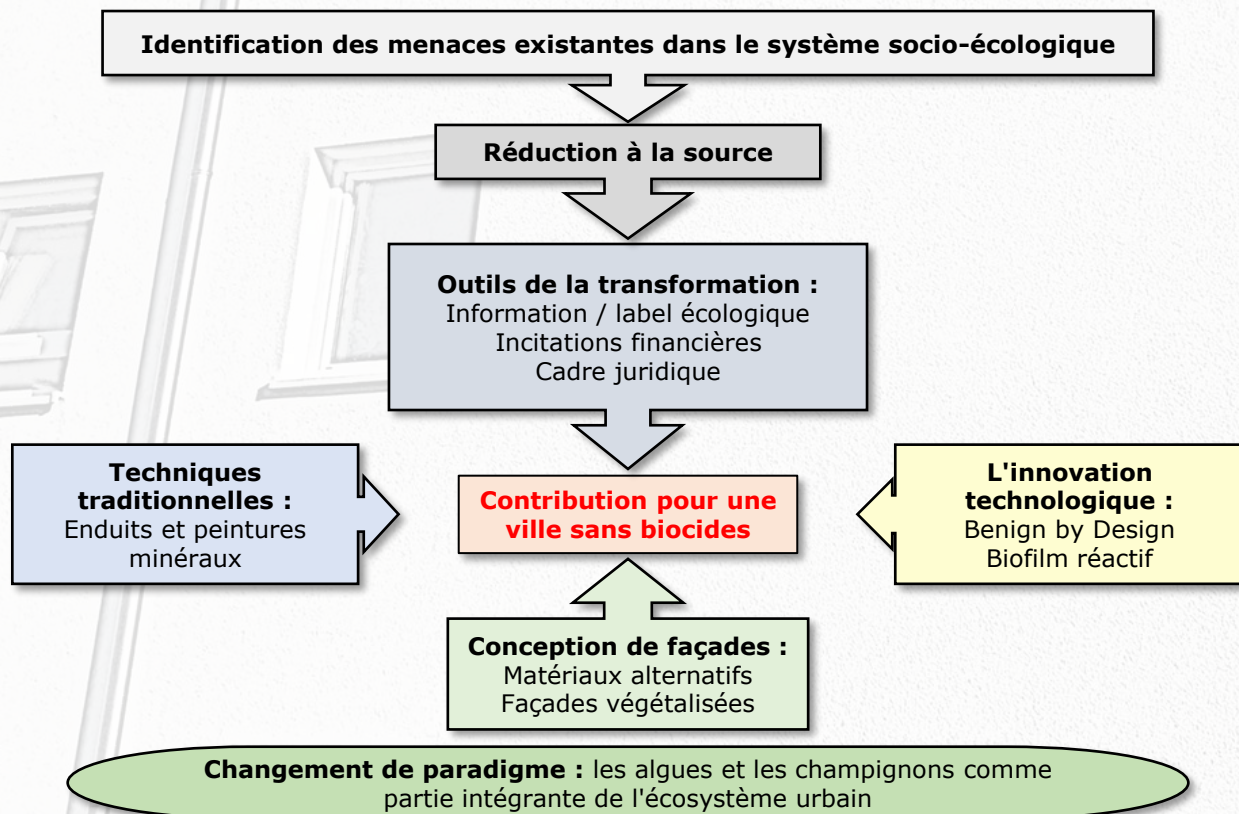 Identification des menaces existantes dans le système socio-écologique
Réduction à la source
Outils de la transformation :
Information / label écologique
Incitations financières
Cadre juridique
Techniques
traditionnelles :
Enduits et peintures
minéraux
Contribution pour une
ville sans biocides
L'innovation
technologique :
Benign by Design
Biofilm réactif
Conception de façades :
Matériaux alternatifs
Façades végétalisées
Changement de paradigme : les algues et les champignons comme
partie intégrante de l'écosystème urbain